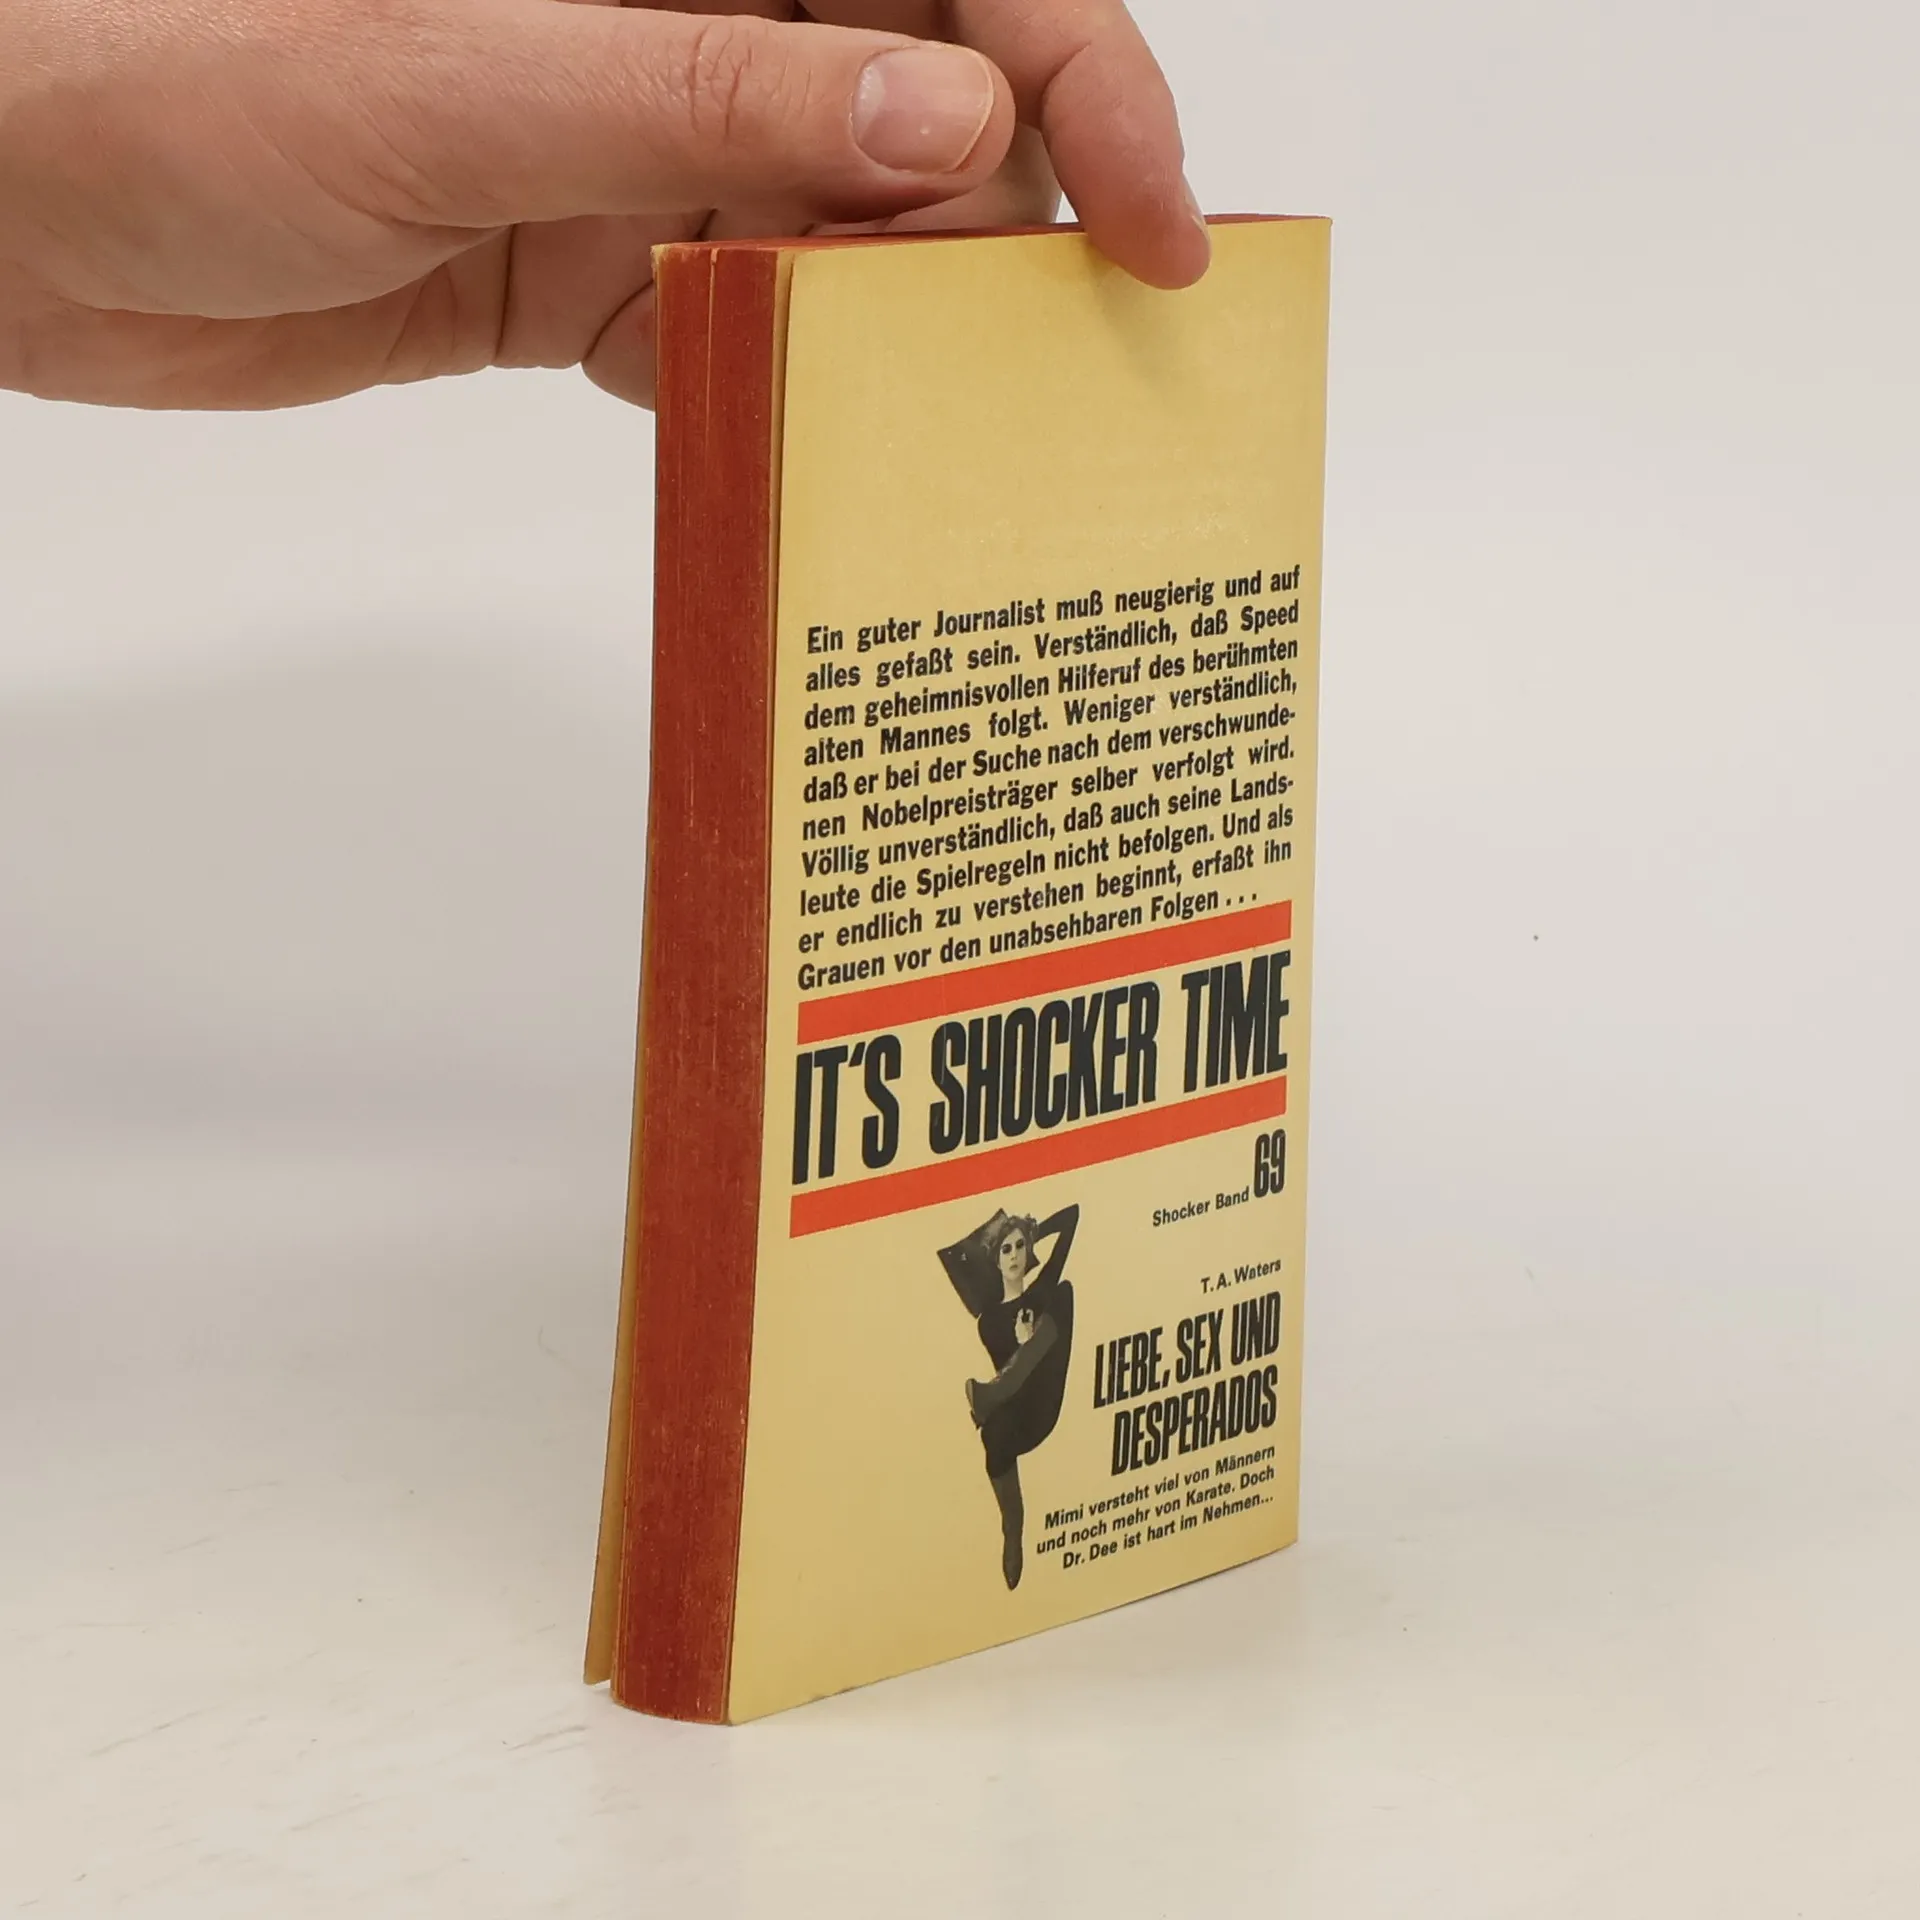 Ein guter Journalist muß neugierig und auf
alles gefaßt sein. Verständlich, daß Speed
dem geheimnisvollen Hilferuf des berühmten
alten Mannes folgt. Weniger verständlich,
daß er bei der Suche nach dem verschwunde-
nen Nobelpreisträger selber verfolgt wird.
Völlig unverständlich, daß auch seine Lands-
leute die Spielregeln nicht befolgen. Und als
er endlich zu verstehen beginnt, erfaßt ihn
Grauen vor den unabsehbaren Folgen . . .
IT'S SHOCKER TIME
Shocker Band 69
T. A. Waters
LIEBE, SEX UND
DESPERADOS
Mimi versteht viel von Männern
und noch mehr von Karate. Doch
Dr. Dee ist hart im Nehmen...